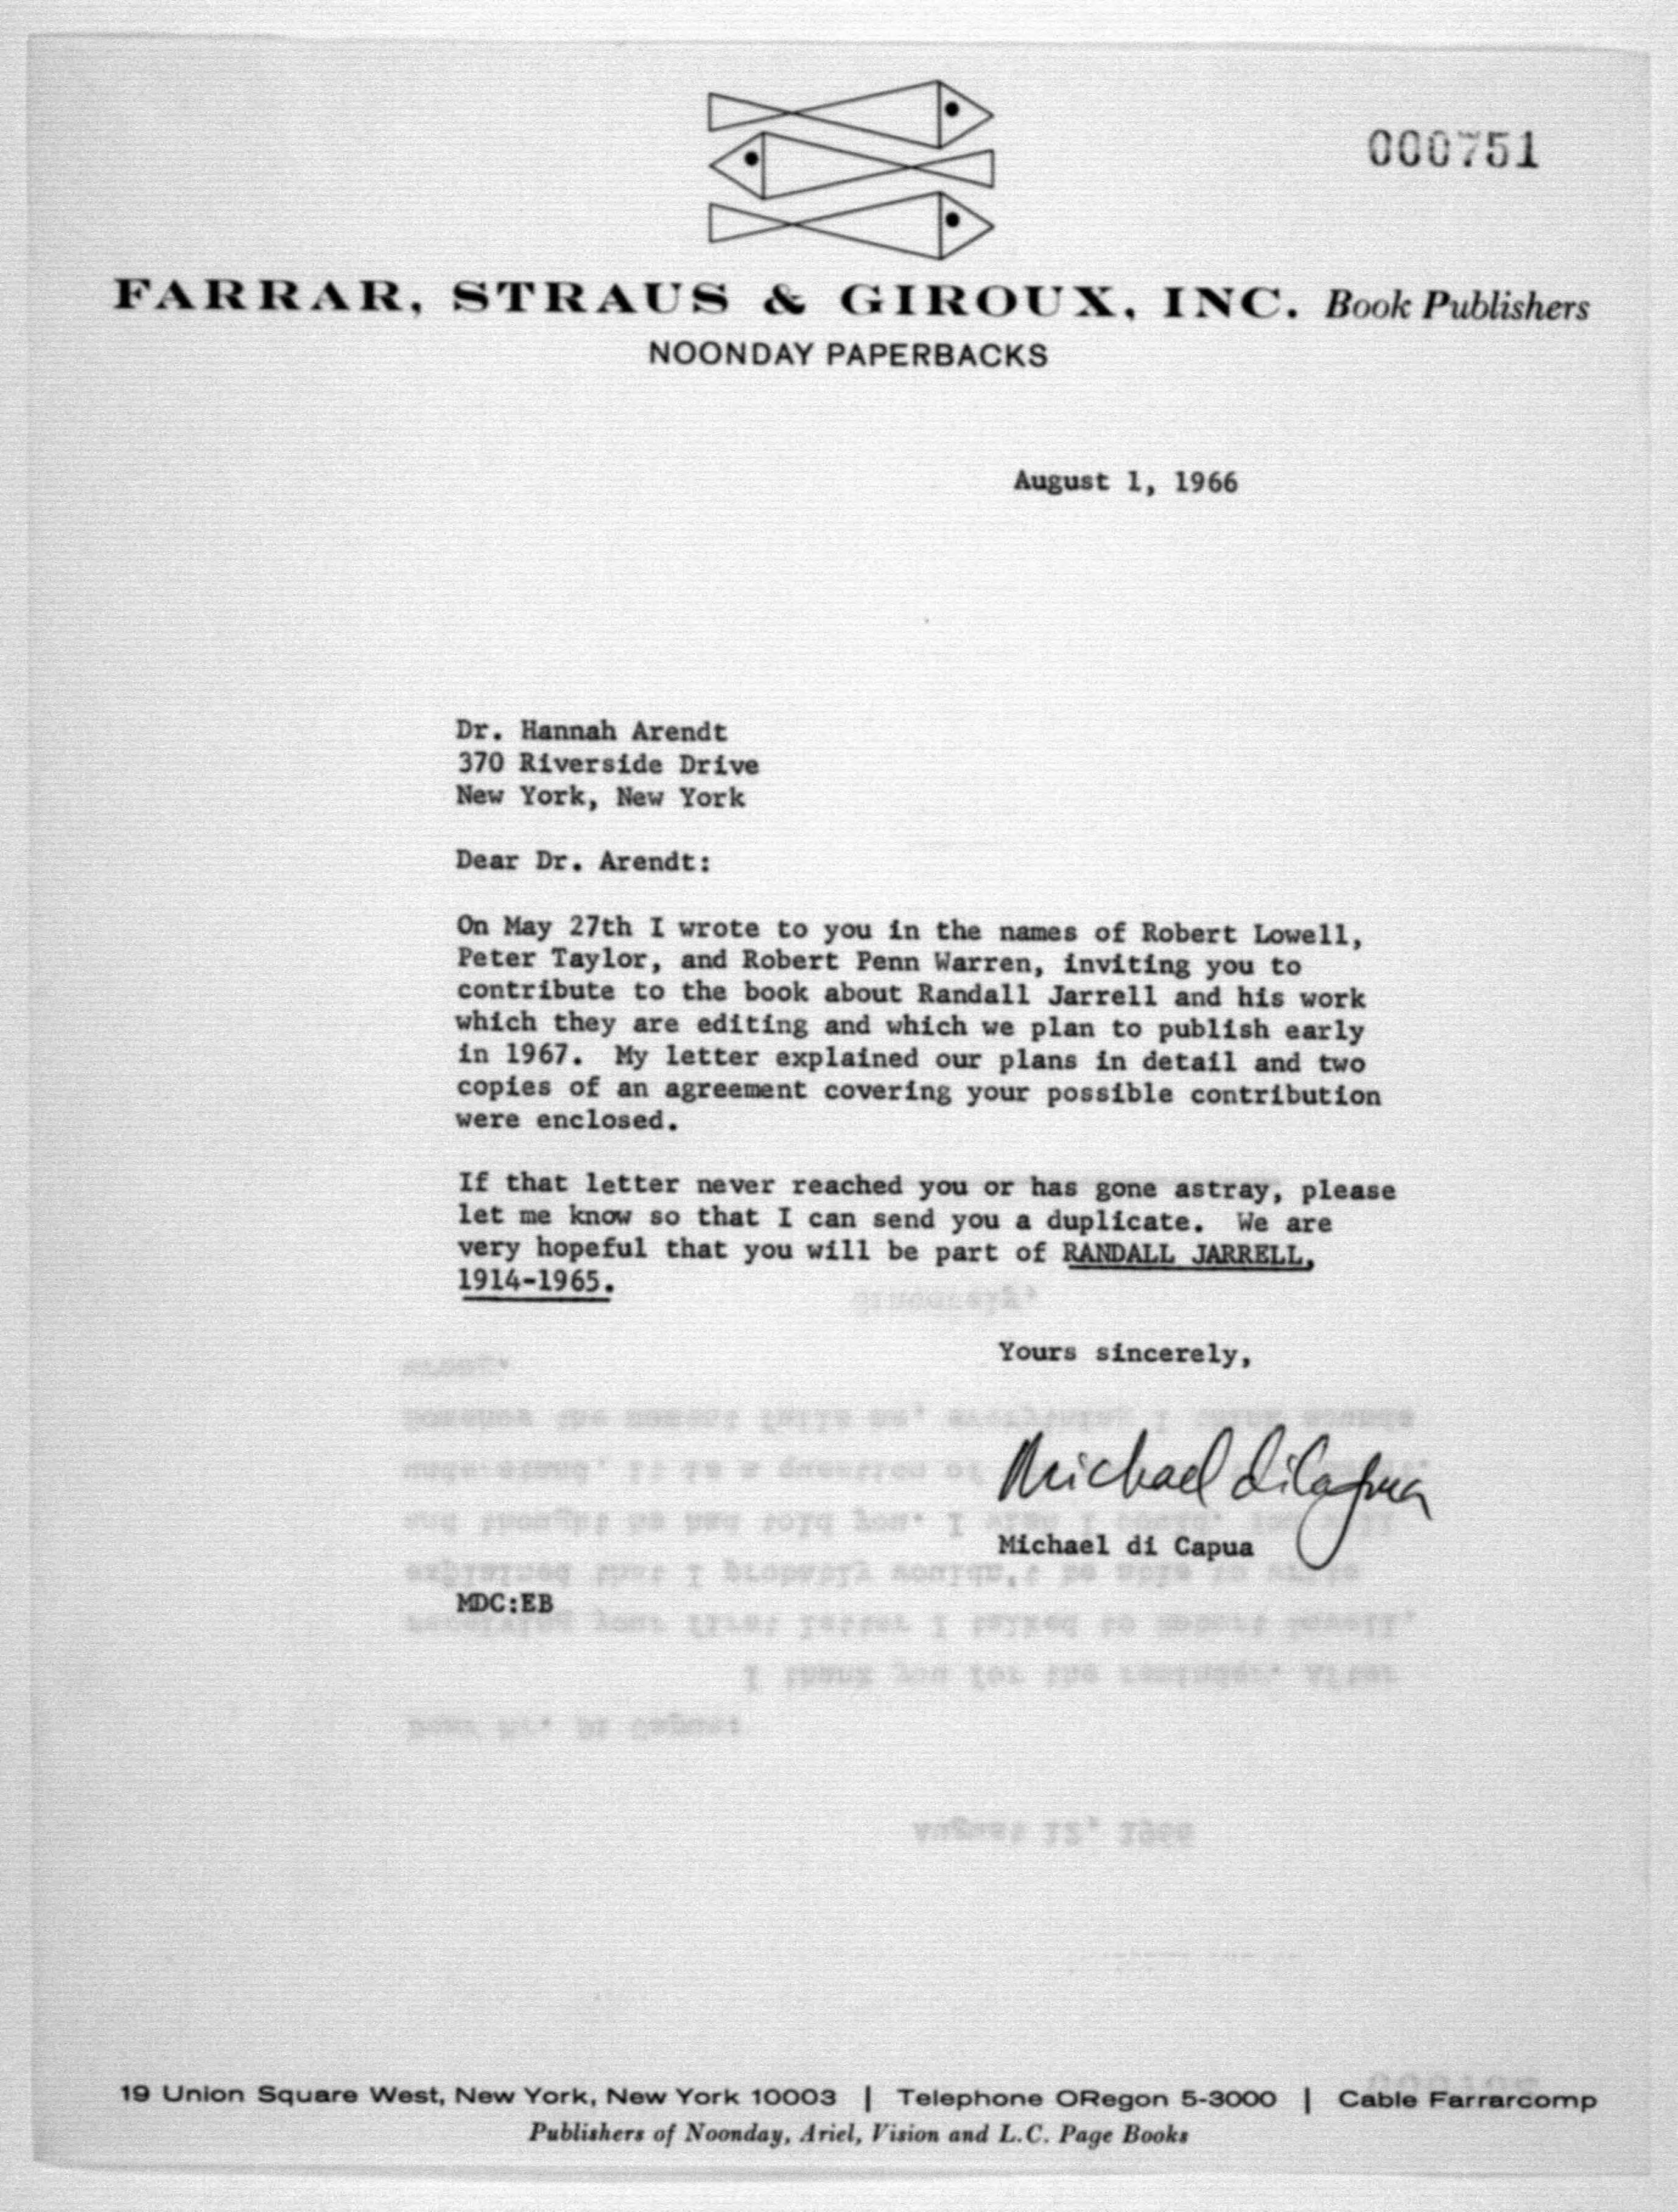 000751
FARRAR, STRAUS & GIROUX, INC. Book Publishers
NOONDAY PAPERBACKS
August 1, 1966
Dr. Hannah Arendt
370 Riverside Drive
New York, New York
Dear Dr. Arendt:
On May 27th I wrote to you in the names of Robert Lowell,
Peter Taylor, and Robert Penn Warren, inviting you to
contribute to the book about Randall Jarrell and his work
which they are editing and which we plan to publish early
in 1967. My letter explained our plans in detail and two
copies of an agreement covering your possible contribution
were enclosed.
If that letter never reached you or has gone astray, please
let me know so that I can send you a duplicate. We are
very hopeful that you will be part of RANDALL JARRELL,
1914-1965.
Yours sincerely,
Michael di Capua
Michael di Capua
MDC:EB
19 Union Square West, New York, New York 10003 | Telephone ORegon 5-3000 | Cable Farrarcomp
Publishers of Noonday, Ariel, Vision and L.C. Page Books